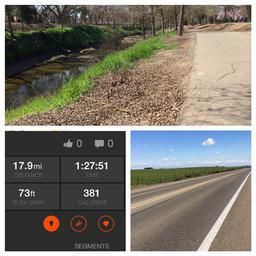 0 0
17.9mi 1:27:51
DISTANCE TIME
73ft 381
ELEV GAIN CALORIES
SEGMENTS